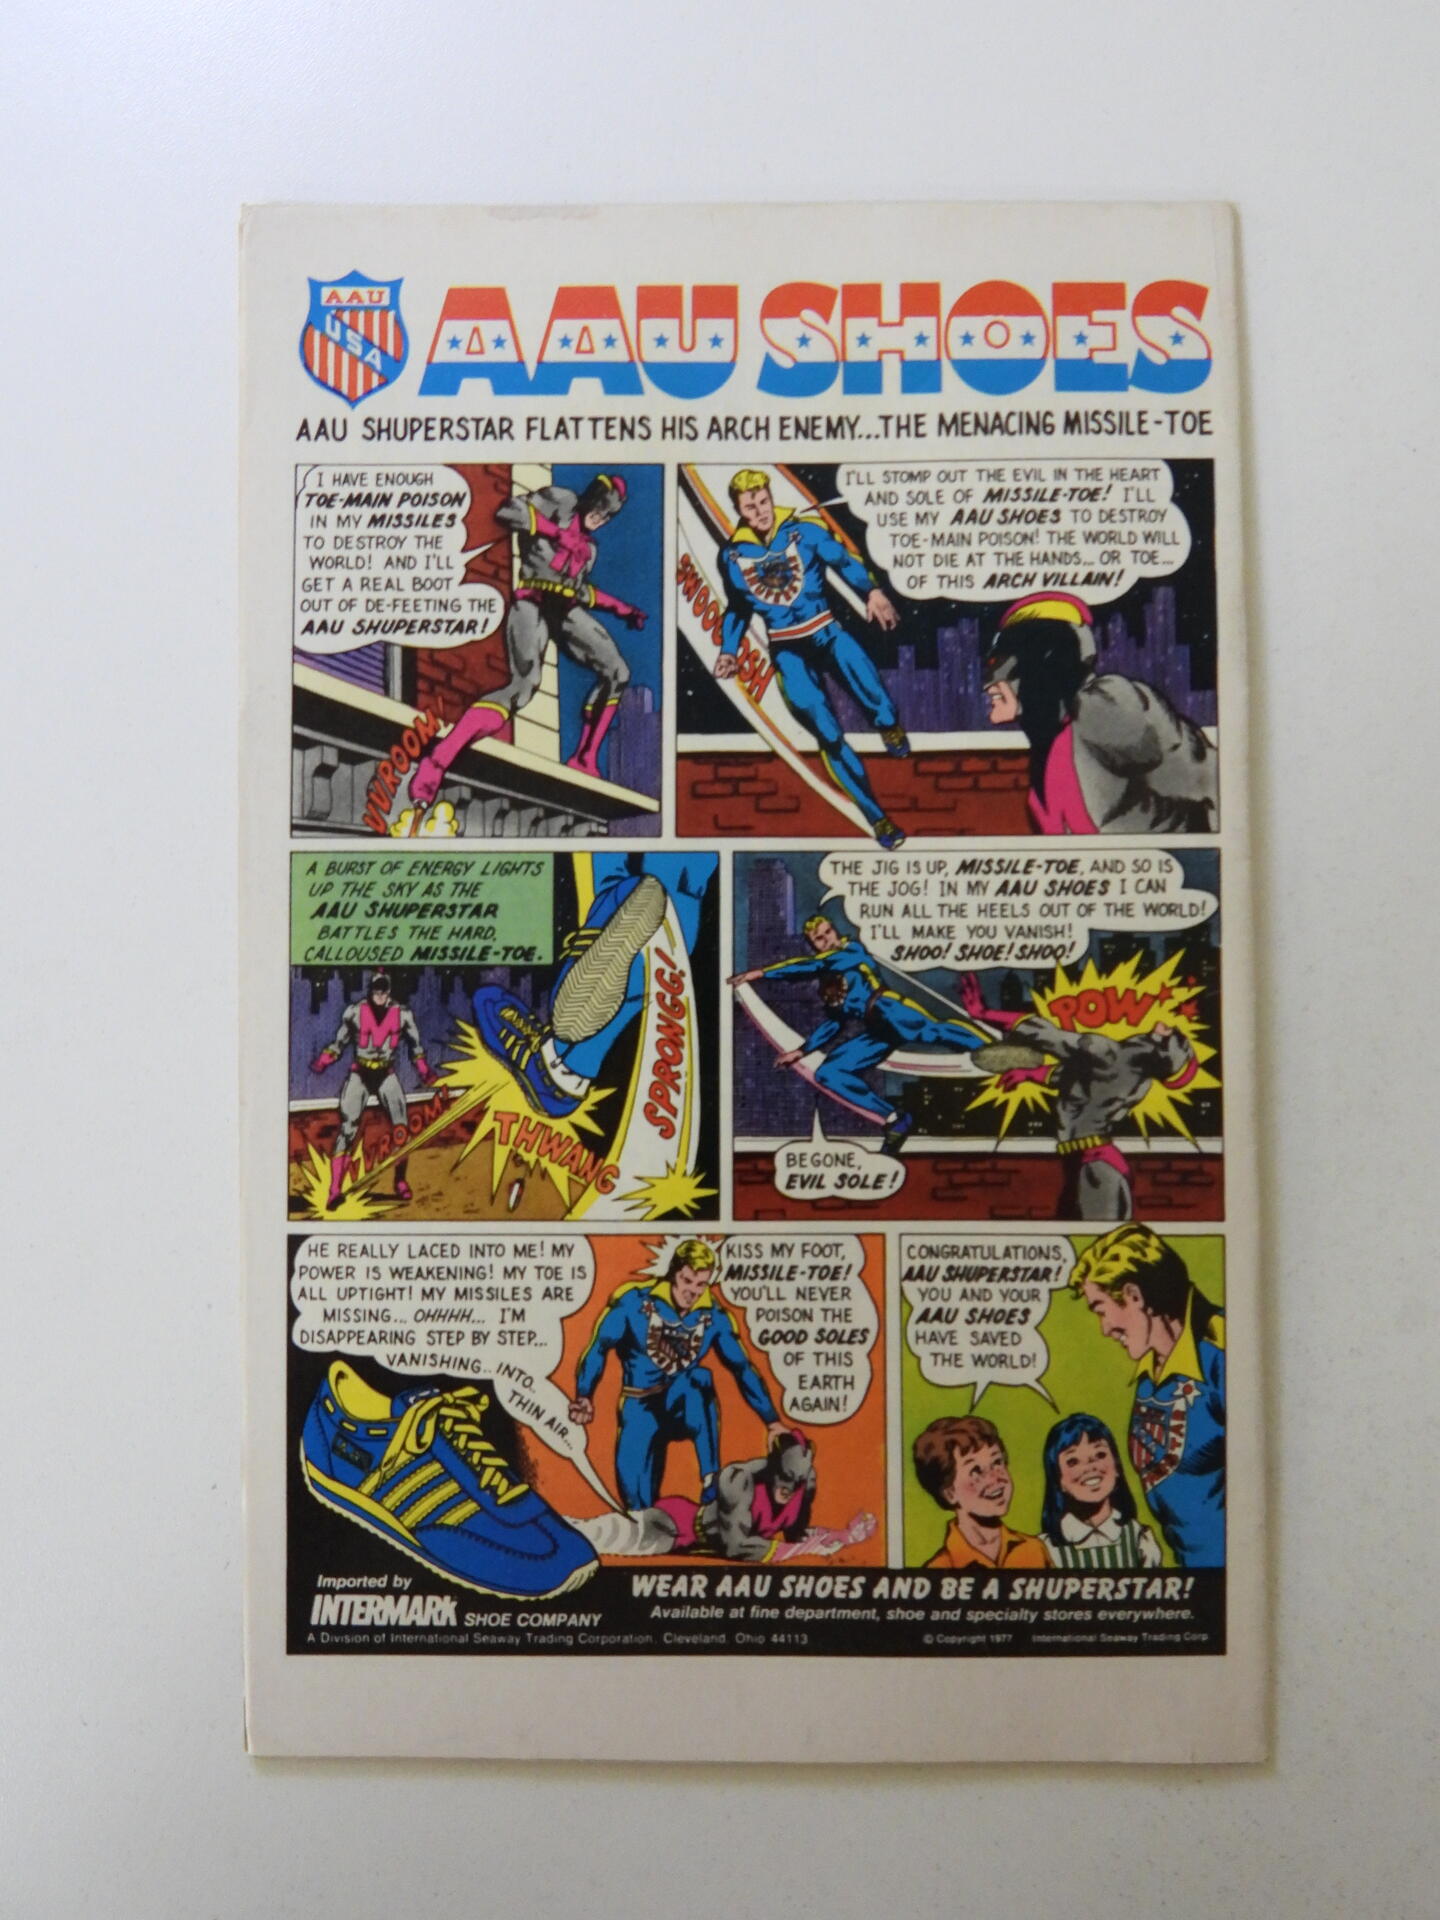 AAU
USA
AAU SHOES
AAU SHUPERSTAR FLATTENS HIS ARCH ENEMY...THE MENACING MISSILE-TOE
I HAVE ENOUGH
TOE-MAIN POISON
IN MY MISSILES
TO DESTROY THE
WORLD! AND I'LL
GET A REAL BOOT
OUT OF DE-FEETING THE
AAU SHUPERSTAR!
VVROOM!
I'LL STOMP OUT THE EVIL IN THE HEART
AND SOLE OF MISSILE-TOE! I'LL
USE MY AAU SHOES TO DESTROY
TOE-MAIN POISON! THE WORLD WILL
NOT DIE AT THE HANDS... OR TOE...
OF THIS ARCH VILLAIN!
M
A BURST OF ENERGY LIGHTS
UP THE SKY AS THE
AAU SHUPERSTAR
BATTLES THE HARD,
CALLOUSED MISSILE-TOE.
M
VVROOM!
THWANG
SPRONGG!
THE JIG IS UP, MISSILE-TOE, AND SO IS
THE JOG! IN MY AAU SHOES I CAN
RUN ALL THE HEELS OUT OF THE WORLD!
I'LL MAKE YOU VANISH!
SHOO! SHOE! SHOO!
POW
BEGONE,
EVIL SOLE!
HE REALLY LACED INTO ME! MY
POWER IS WEAKENING! MY TOE IS
ALL UPTIGHT! MY MISSILES ARE
MISSING... OHHHH... I'M
DISAPPEARING STEP BY STEP...
VANISHING.. INTO..
THIN AIR...
KISS MY FOOT,
MISSILE-TOE!
YOU'LL NEVER
POISON THE
GOOD SOLES
OF THIS
EARTH
AGAIN!
M
CONGRATULATIONS,
AAU SHUPERSTAR!
YOU AND YOUR
AAU SHOES
HAVE SAVED
THE WORLD!
Imported by
INTERMARK SHOE COMPANY
A Division of International Seaway Trading Corporation, Cleveland, Ohio 44113
WEAR AAU SHOES AND BE A SHUPERSTAR!
Available at fine department, shoe and specialty stores everywhere.
© Copyright 1977 International Seaway Trading Corp.